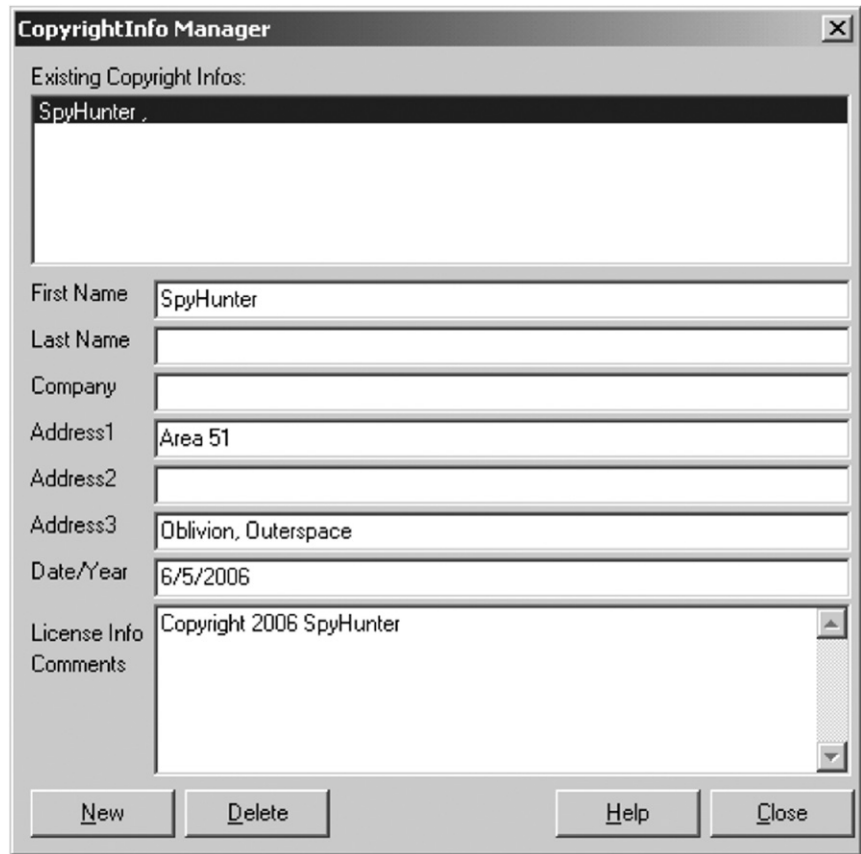 CopyrightInfo Manager
Existing Copyright Infos:
SpyHunter ,
First Name SpyHunter
Last Name
Company
Address1 Area 51
Address2
Address3 Oblivion, Outerspace
Date/Year 6/5/2006
License Info Copyright 2006 SpyHunter
Comments
New Delete Help Close